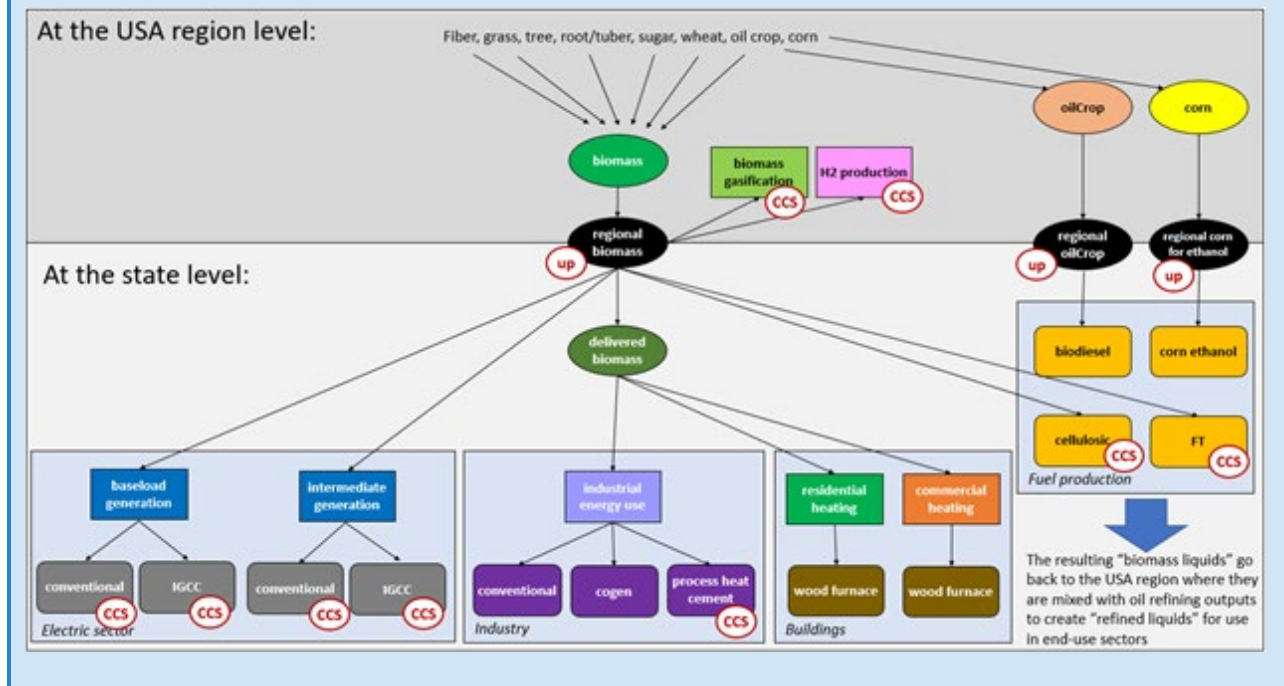 At the USA region level:
Fiber, grass, tree, root/tuber, sugar, wheat, oil crop, corn
oilCrop
corn
biomass
biomass
gasification
CCS
H2 production
CCS
regional
biomass
up
regional
oilCrop
up
regional corn
for ethanol
up
At the state level:
delivered
biomass
biodiesel
corn ethanol
cellulosic
CCS
FT
CCS
Fuel production
baseload
generation
intermediate
generation
industrial
energy use
residential
heating
commercial
heating
conventional
CCS
IGCC
CCS
conventional
CCS
IGCC
CCS
Electric sector
conventional
cogen
process heat
cement
CCS
Industry
wood furnace
wood furnace
Buildings
The resulting “biomass liquids” go
back to the USA region where they
are mixed with oil refining outputs
to create “refined liquids” for use
in end-use sectors